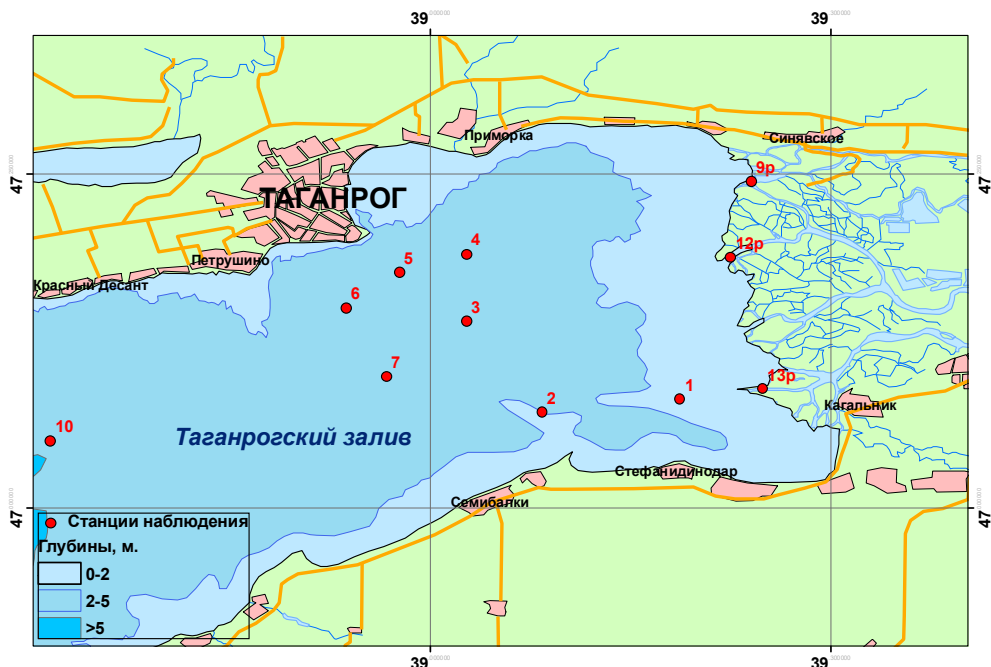 39
39
Приморка
Синявское
9р
47
47
ТАГАНРОГ
12р
4
Петрушино
5
Красный Десант
6
3
7
13р
1
Кагальник
2
10
Таганрогский залив
Стефанидинодар
Семибалки
47
47
Станции наблюдения
Глубины, м.
0-2
2-5
>5
39
39